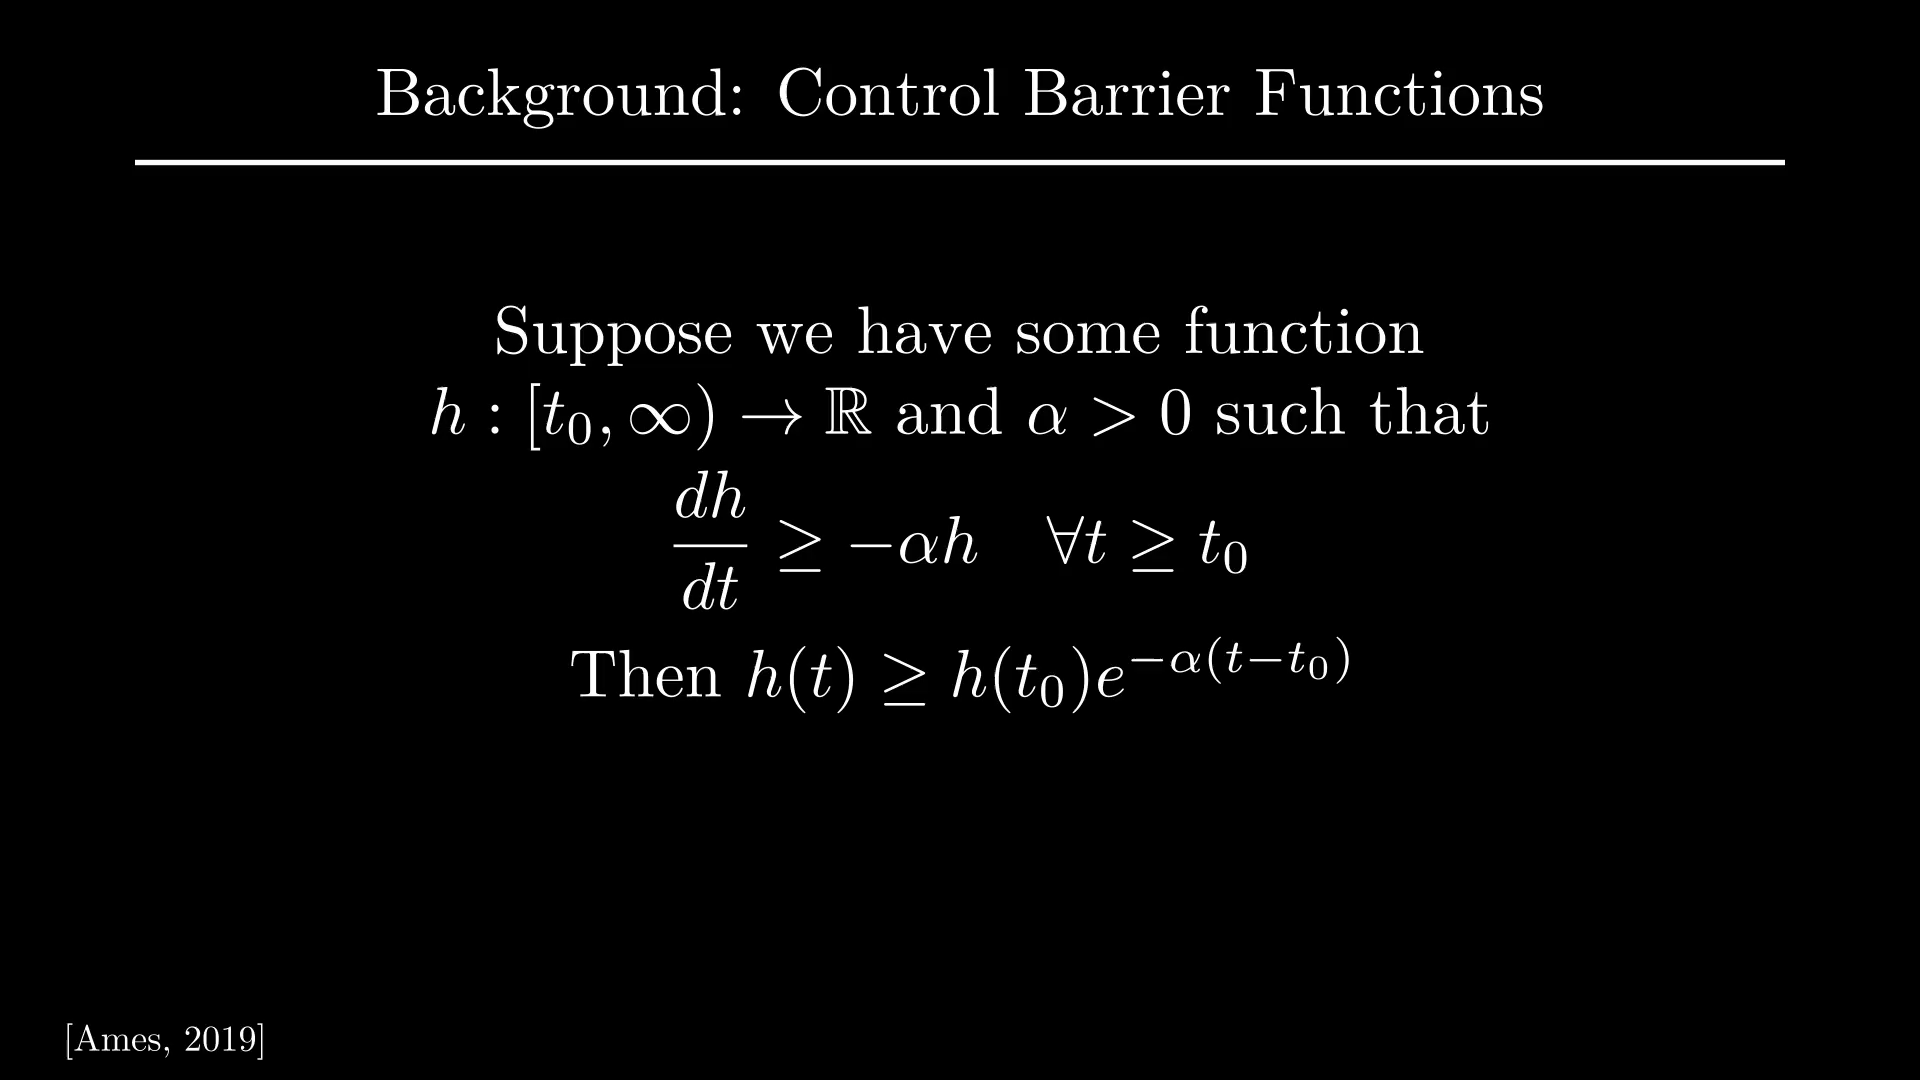 Background: Control Barrier Functions
Suppose we have some function
h : [t₀, ∞) → ℝ and α > 0 such that
dh/dt ≥ −αh ∀t ≥ t₀
Then h(t) ≥ h(t₀)e^{−α(t−t₀)}
[Ames, 2019]